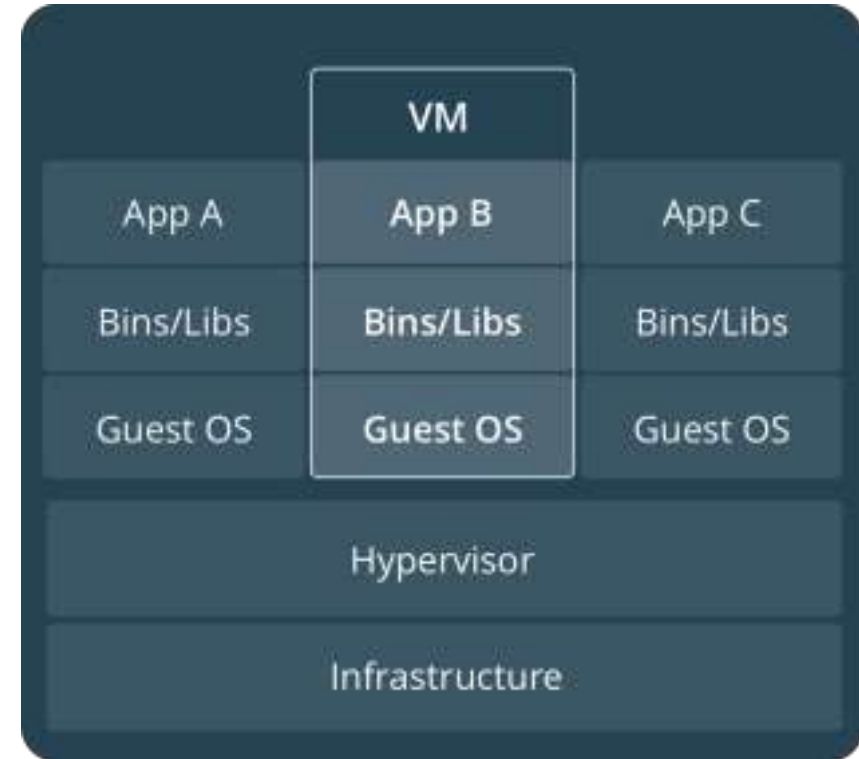 VM
App A
App B
App C
Bins/Libs
Bins/Libs
Bins/Libs
Guest OS
Guest OS
Guest OS
Hypervisor
Infrastructure